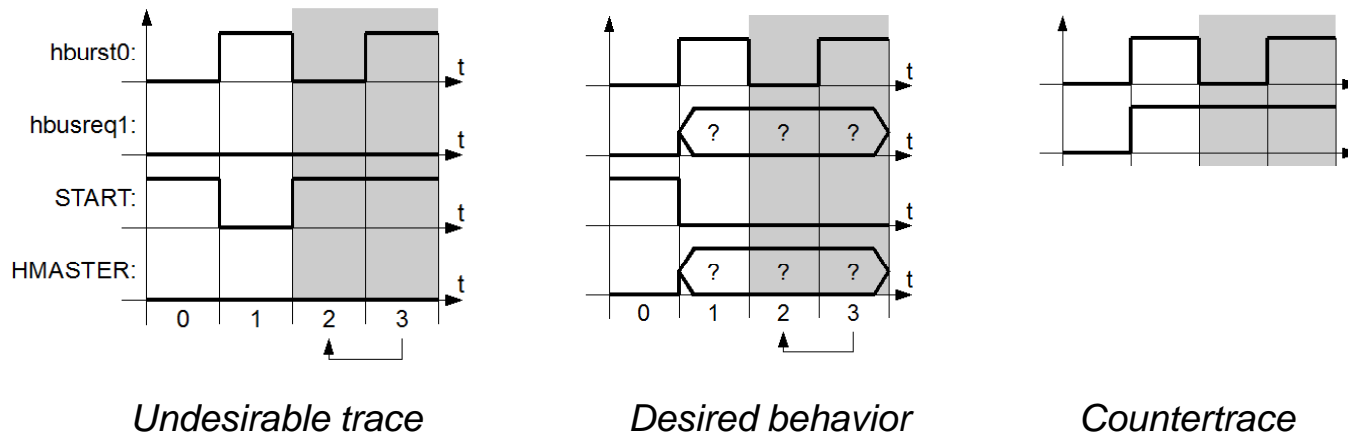 hburst0:
t
hbusreq1:
t
START:
t
HMASTER:
t
0 1 2 3
Undesirable trace
t
? ? ?
t
t
? ? ?
t
0 1 2 3
Desired behavior
Countertrace